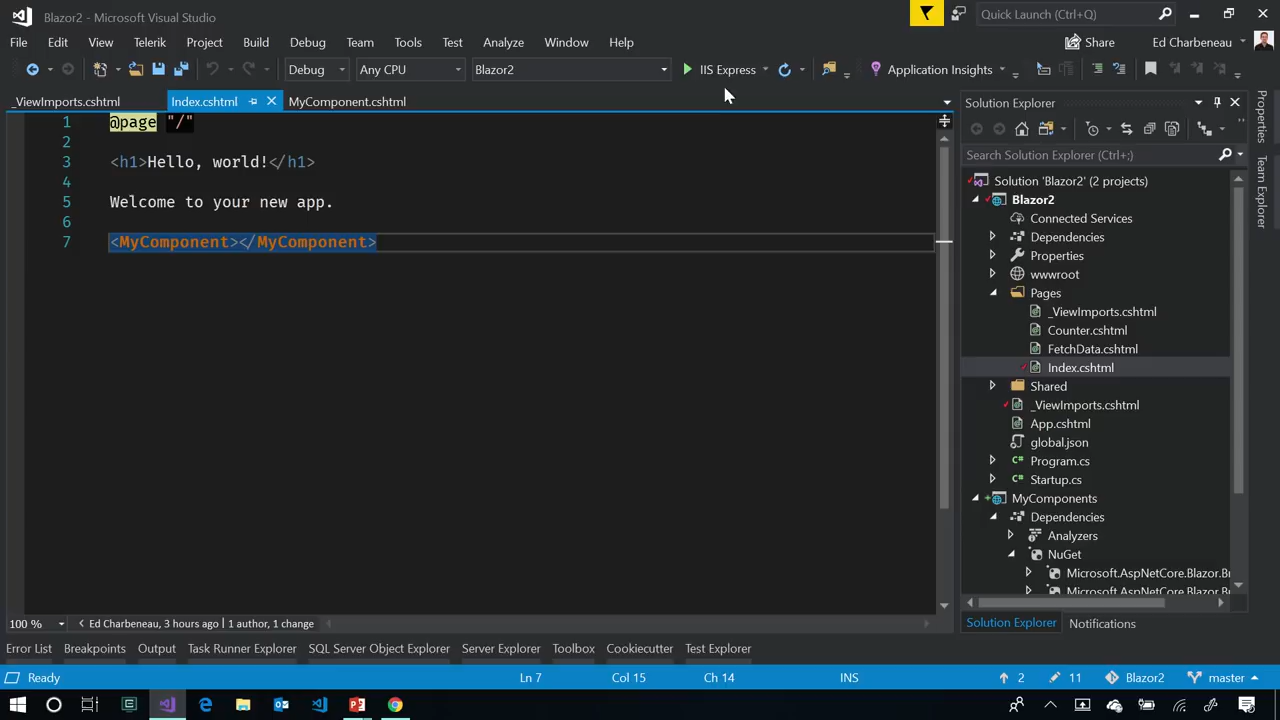 Blazor2 - Microsoft Visual Studio
Quick Launch (Ctrl+Q)
File Edit View Telerik Project Build Debug Team Tools Test Analyze Window Help
Share Ed Charbeneau
Debug Any CPU Blazor2 IIS Express Application Insights
_ViewImports.cshtml Index.cshtml MyComponent.cshtml
1 @page "/"
2
3 <h1>Hello, world!</h1>
4
5 Welcome to your new app.
6
7 <MyComponent></MyComponent>
100 % Ed Charbeneau, 3 hours ago | 1 author, 1 change
Solution Explorer
Search Solution Explorer (Ctrl+;)
Solution 'Blazor2' (2 projects)
Blazor2
Connected Services
Dependencies
Properties
wwwroot
Pages
_ViewImports.cshtml
Counter.cshtml
FetchData.cshtml
Index.cshtml
Shared
_ViewImports.cshtml
App.cshtml
global.json
Program.cs
Startup.cs
MyComponents
Dependencies
Analyzers
NuGet
Microsoft.AspNetCore.Blazor.Br
Microsoft.AspNetCore.Blazor.Br
Solution Explorer Notifications
Properties
Team Explorer
Error List Breakpoints Output Task Runner Explorer SQL Server Object Explorer Server Explorer Toolbox Cookiecutter Test Explorer
Ready Ln 7 Col 15 Ch 14 INS 2 11 Blazor2 master